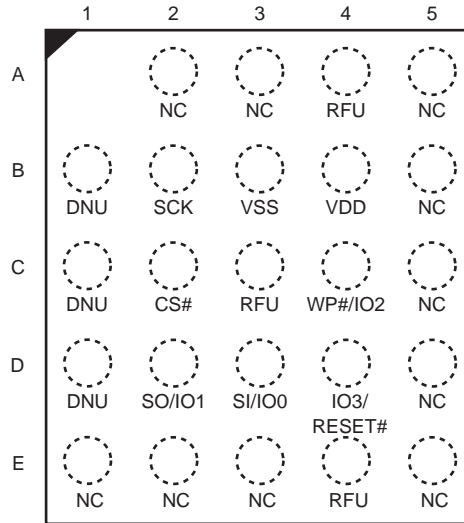 1 2 3 4 5
A
NC NC RFU NC
B
DNU SCK VSS VDD NC
C
DNU CS# RFU WP#/IO2 NC
D
DNU SO/IO1 SI/IO0 IO3/ NC
RESET#
E
NC NC NC RFU NC